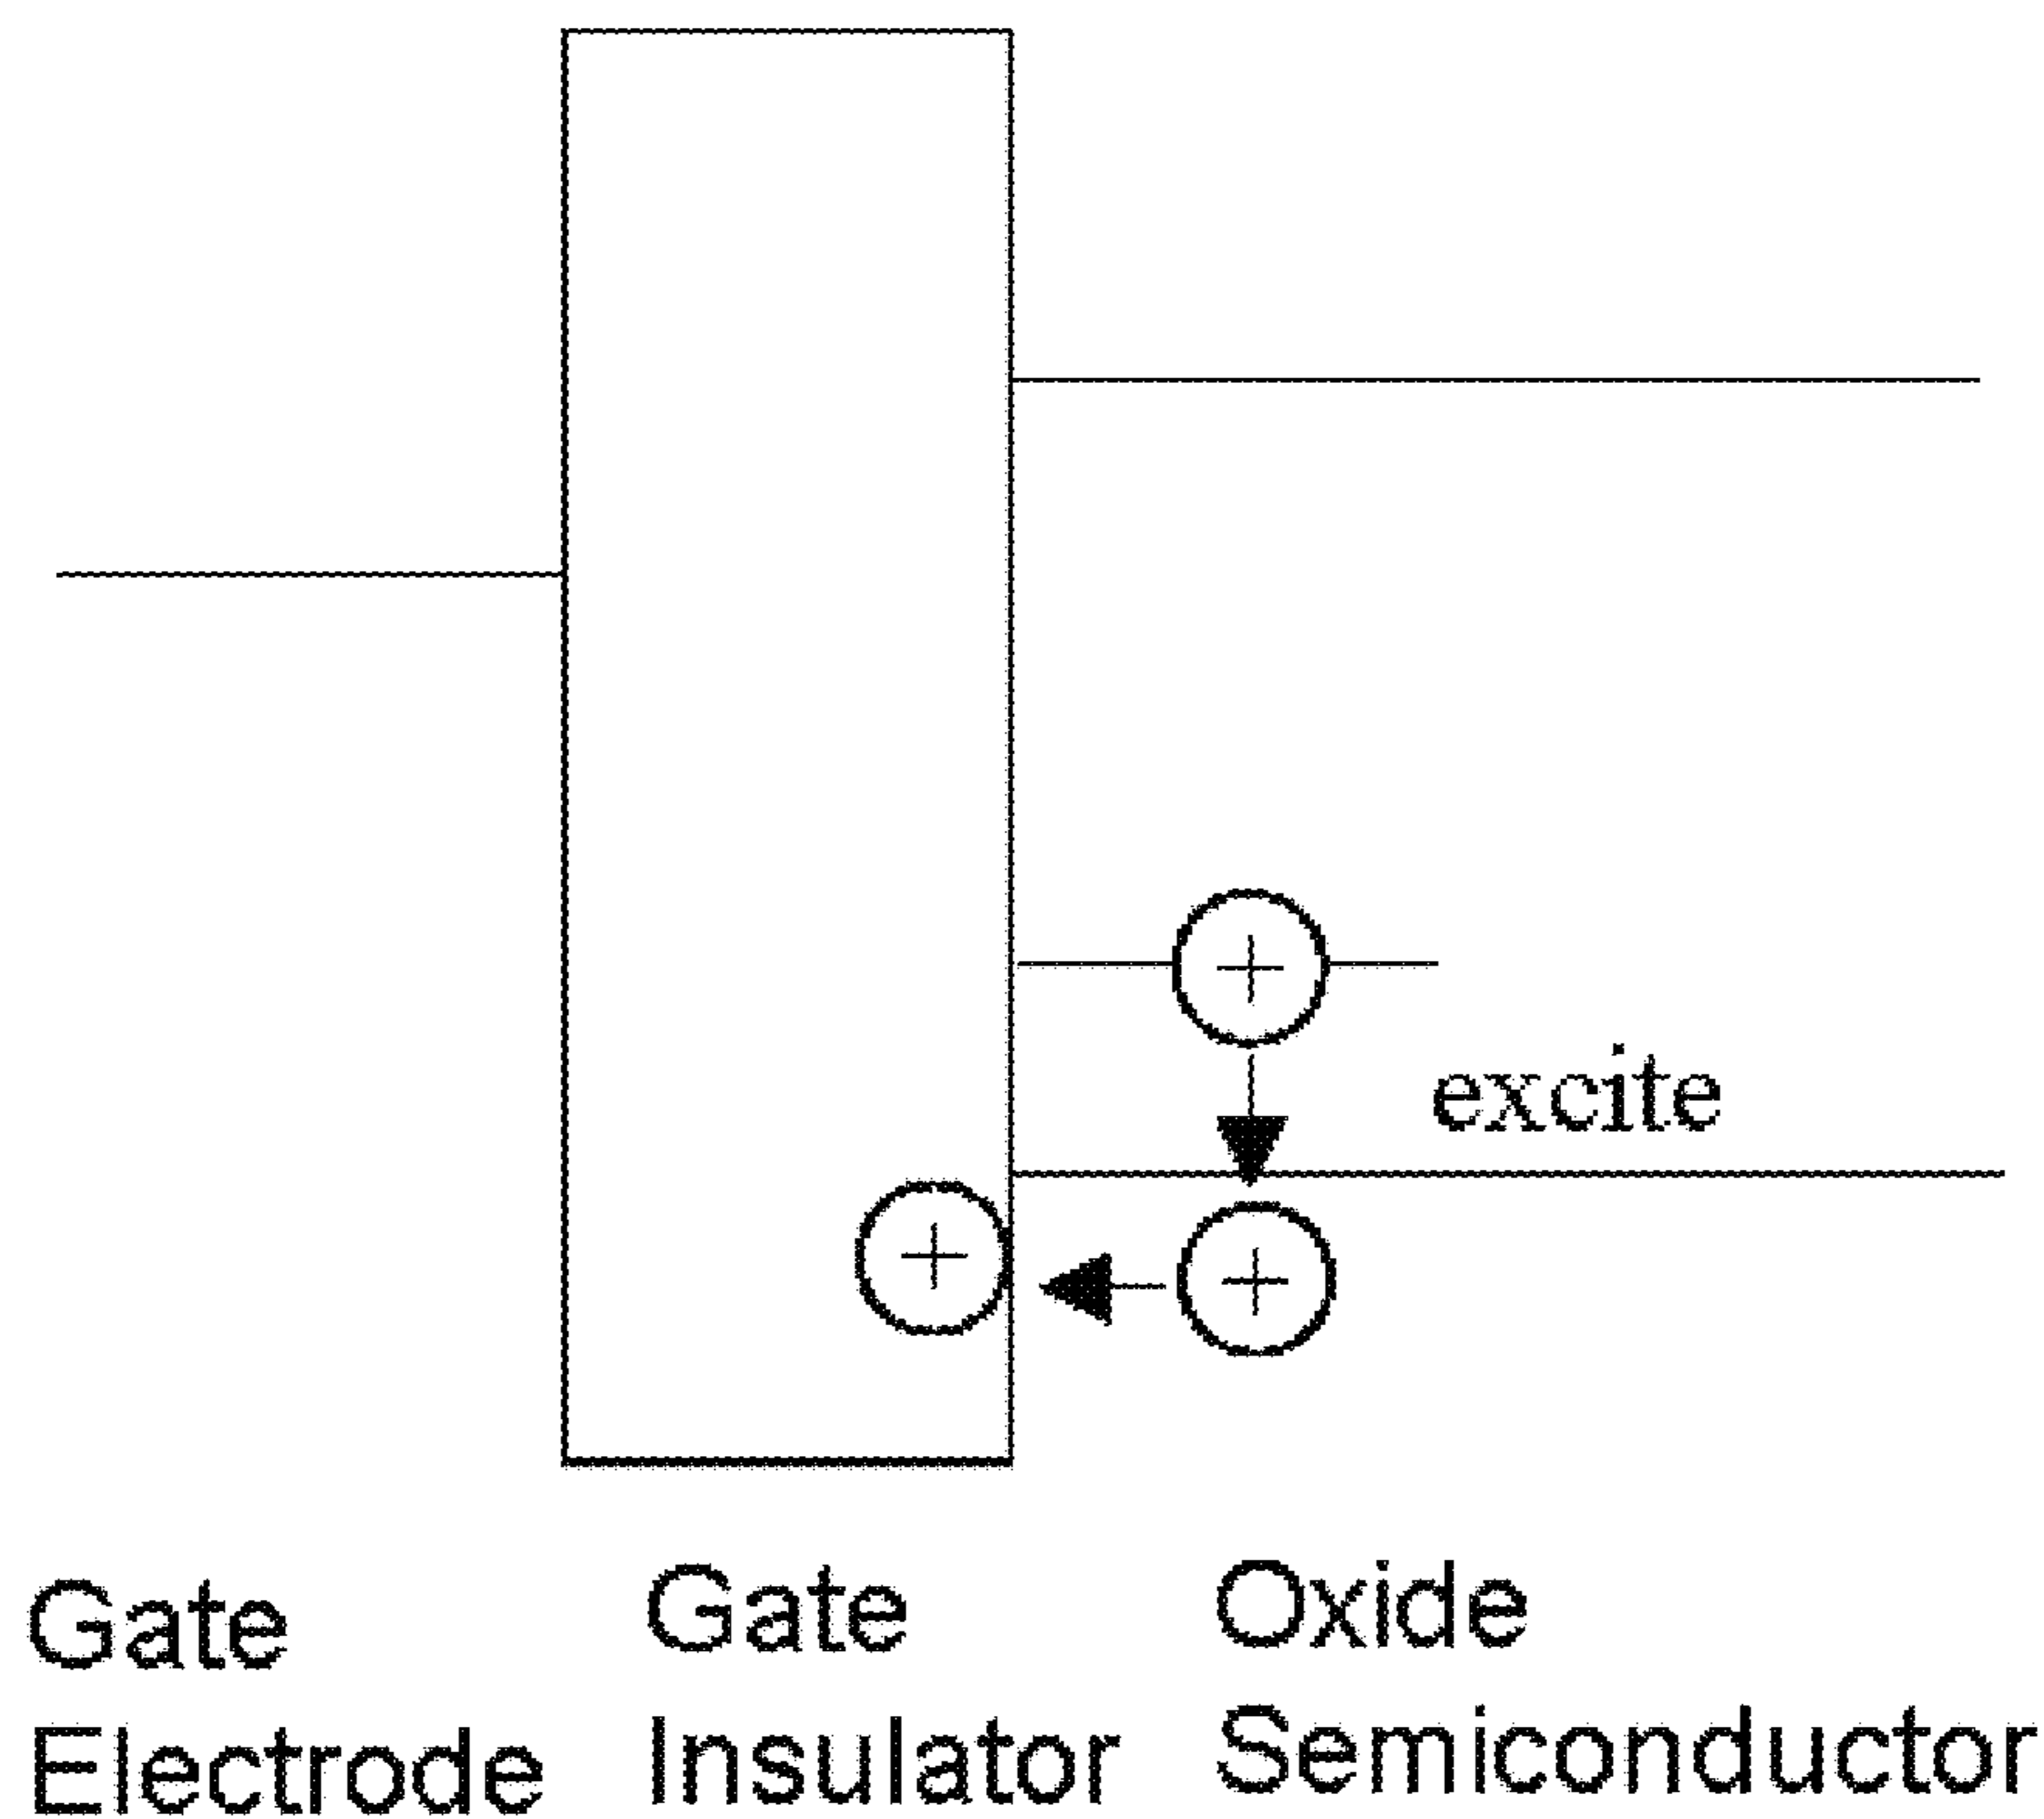 excite
Gate
Electrode
Gate
Insulator
Oxide
Semiconductor